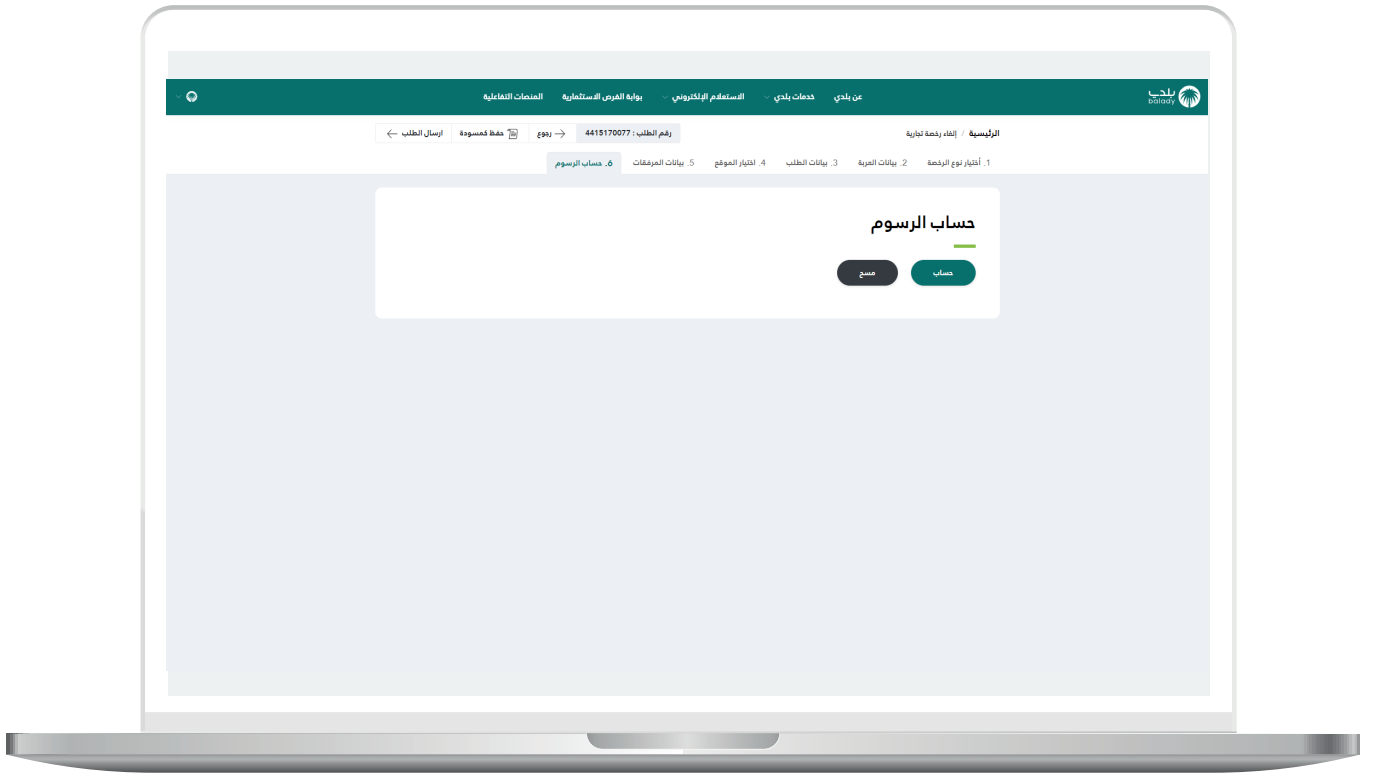 بلدي
balady
عن بلدي خدمات بلدي الاستعلام الإلكتروني بوابة الفرص الاستثمارية المنصات التفاعلية
الرئيسية / إلغاء رخصة تجارية
رقم الطلب : 4415170077 رجوع حفظ كمسودة ارسال الطلب
1. أختيار نوع الرخصة 2. بيانات العربة 3. بيانات الطلب 4. اختيار الموقع 5. بيانات المرفقات 6. حساب الرسوم
حساب الرسوم
حساب مسح